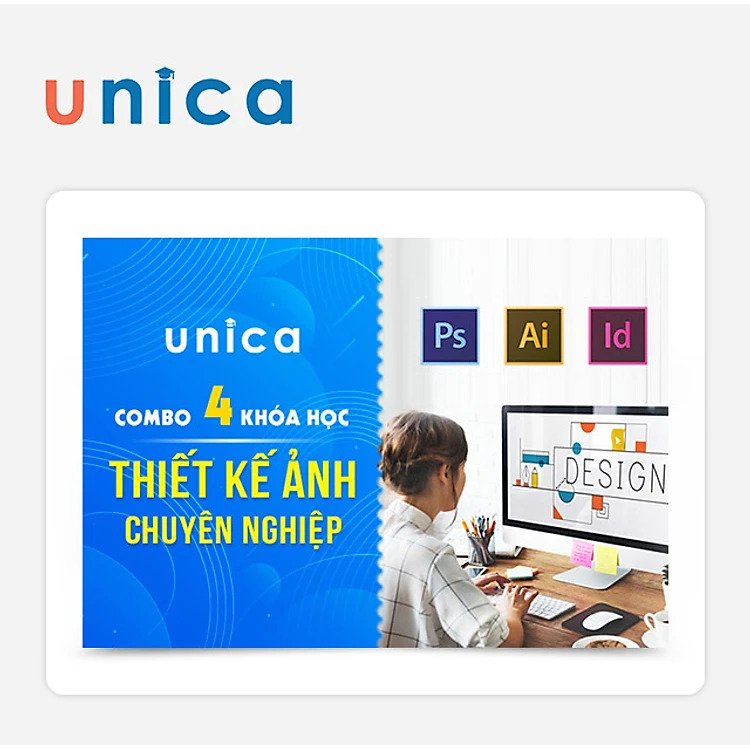 unica
unica
COMBO 4 KHÓA HỌC
THIẾT KẾ ẢNH
CHUYÊN NGHIỆP
Ps Ai Id
DESIGN